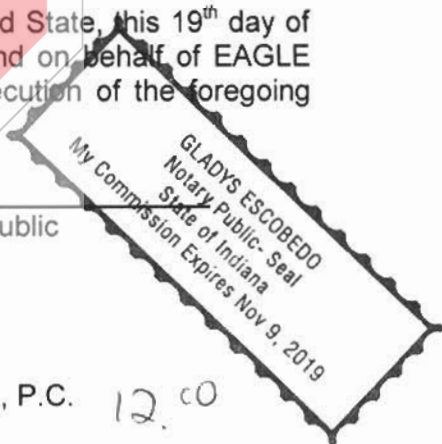 d State, this 19th day of
nd on behalf of EAGLE
ecution of the foregoing
ublic
GLADYS ESCOBEDO
Notary Public- Seal
State of Indiana
My Commission Expires Nov 9, 2019
, P.C.
12.00